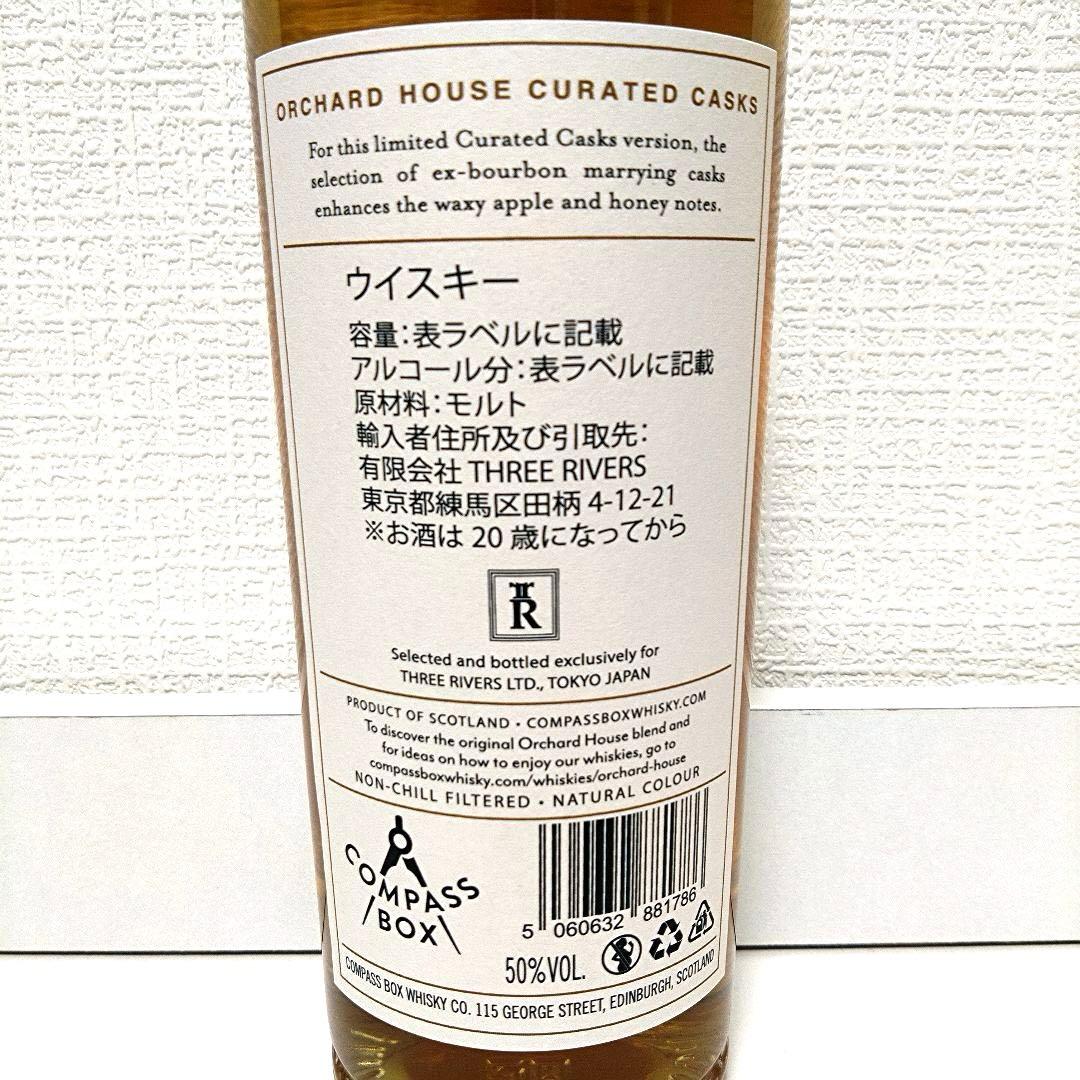 ORCHARD HOUSE CURATED CASKS
For this limited Curated Casks version, the
selection of ex-bourbon marrying casks
enhances the waxy apple and honey notes.
ウイスキー
容量：表ラベルに記載
アルコール分：表ラベルに記載
原材料：モルト
輸入者住所及び引取先：
有限会社 THREE RIVERS
東京都練馬区田柄 4-12-21
※お酒は 20 歳になってから
R
Selected and bottled exclusively for
THREE RIVERS LTD., TOKYO JAPAN
PRODUCT OF SCOTLAND · COMPASSBOXWHISKY.COM
To discover the original Orchard House blend and
for ideas on how to enjoy our whiskies, go to
compassboxwhisky.com/whiskies/orchard-house
NON-CHILL FILTERED · NATURAL COLOUR
COMPASS
BOX
5 060632 881786
50%VOL.
COMPASS BOX WHISKY CO. 115 GEORGE STREET, EDINBURGH, SCOTLAND